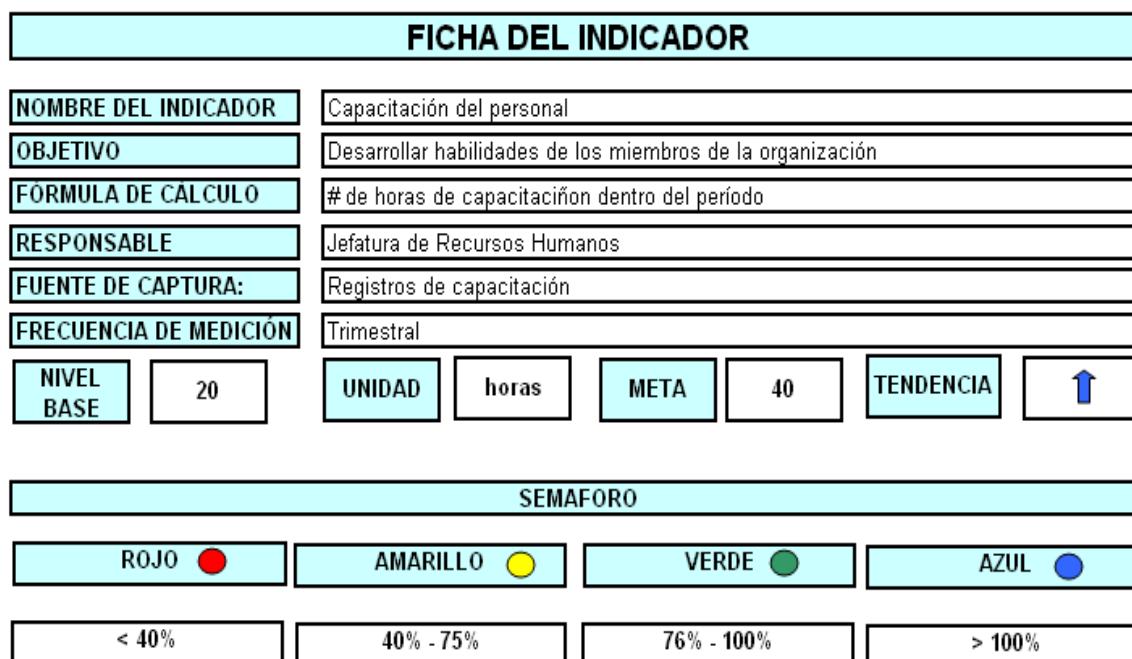 FICHA DEL INDICADOR
NOMBRE DEL INDICADOR Capacitación del personal
OBJETIVO Desarrollar habilidades de los miembros de la organización
FÓRMULA DE CÁLCULO # de horas de capacitaciñon dentro del período
RESPONSABLE Jefatura de Recursos Humanos
FUENTE DE CAPTURA: Registros de capacitación
FRECUENCIA DE MEDICIÓN Trimestral
NIVEL BASE 20 UNIDAD horas META 40 TENDENCIA
SEMAFORO
ROJO AMARILLO VERDE AZUL
< 40% 40% - 75% 76% - 100% > 100%